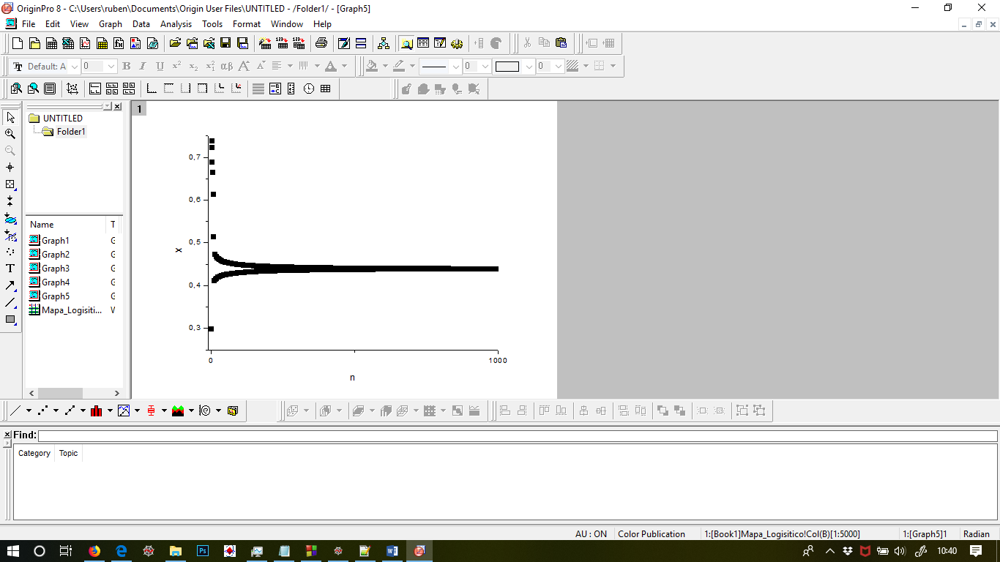 OriginPro 8 - C:\Users\ruben\Documents\Origin User Files\UNTITLED - /Folder1/ - [Graph5]
File Edit View Graph Data Analysis Tools Format Window Help
Default: A 0 B I U x² x₂ αβ A A A 0 0
1
UNTITLED
Folder1
Name T
Graph1 G
Graph2 G
Graph3 G
Graph4 G
Graph5 G
Mapa_Logisiti... W
0,7
0,6
0,5
0,4
0,3
x
0 1000
n
T
Find:
Category Topic
AU : ON Color Publication 1:[Book1]Mapa_Logisitico!Col(B)[1:5000] 1:[Graph5]1 Radian
10:40